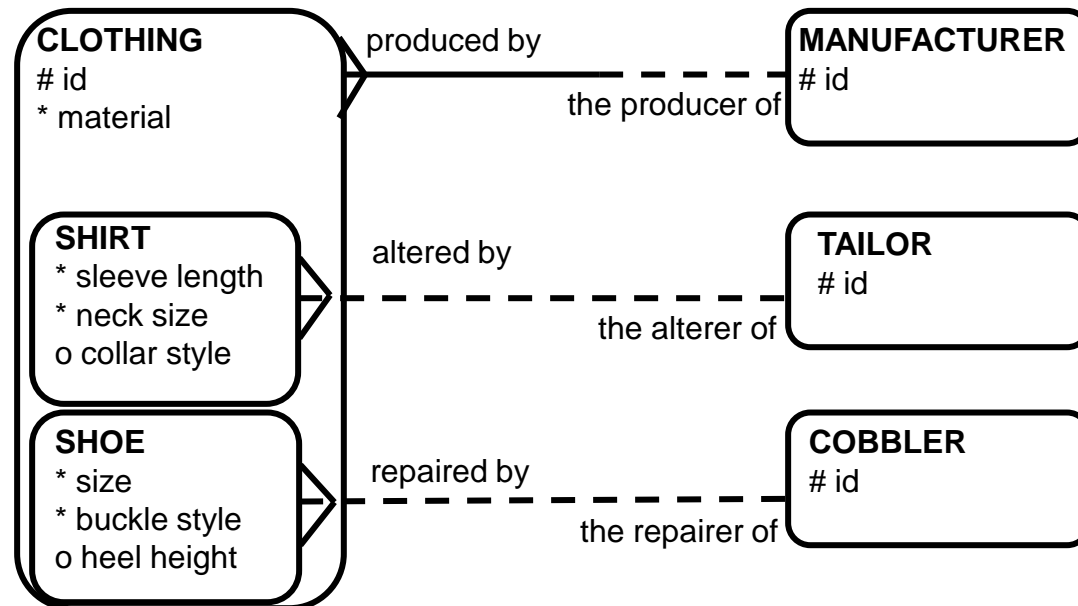 CLOTHING
# id
* material
produced by
the producer of
MANUFACTURER
# id
SHIRT
* sleeve length
* neck size
o collar style
altered by
the alterer of
TAILOR
# id
SHOE
* size
* buckle style
o heel height
repaired by
the repairer of
COBBLER
# id